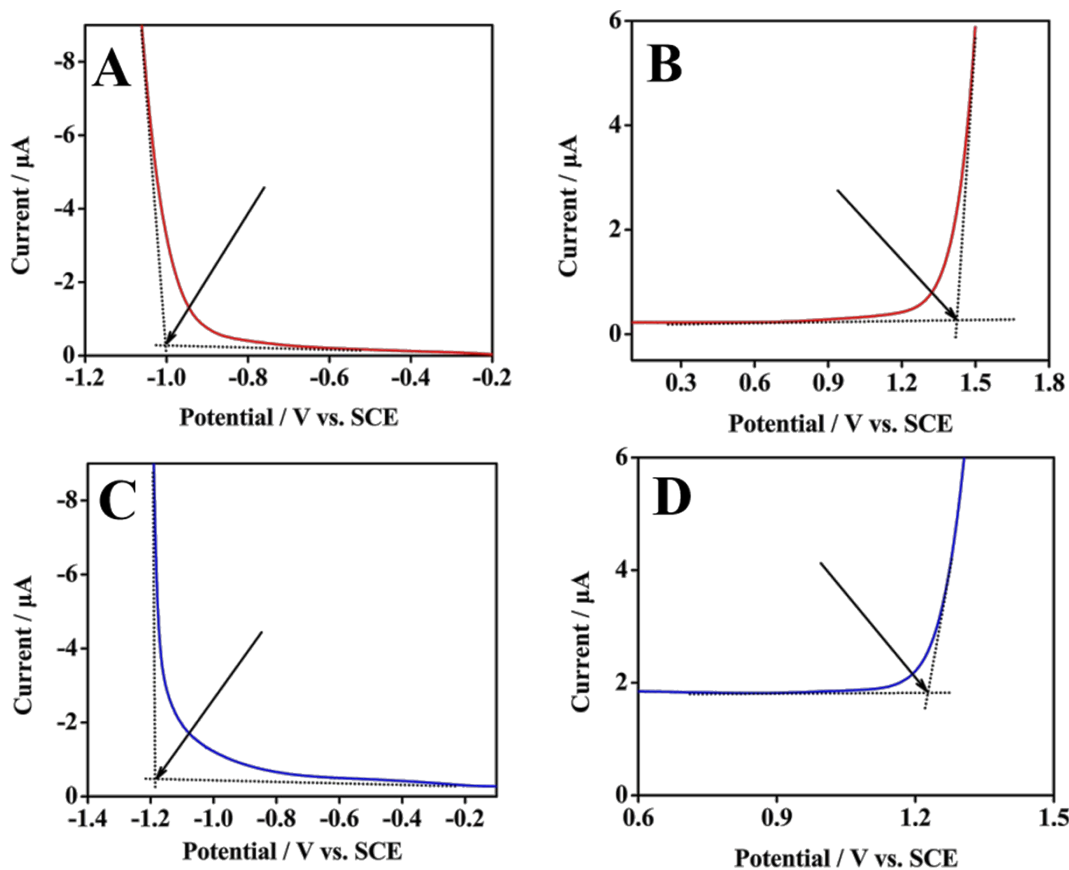 A
-8
-6
-4
-2
0
Current / μA
-1.2 -1.0 -0.8 -0.6 -0.4 -0.2
Potential / V vs. SCE
B
6
4
2
0
Current / μA
0.3 0.6 0.9 1.2 1.5 1.8
Potential / V vs. SCE
C
-8
-6
-4
-2
0
Current / μA
-1.4 -1.2 -1.0 -0.8 -0.6 -0.4 -0.2
Potential / V vs. SCE
D
6
4
2
0
Current / μA
0.6 0.9 1.2 1.5
Potential / V vs. SCE